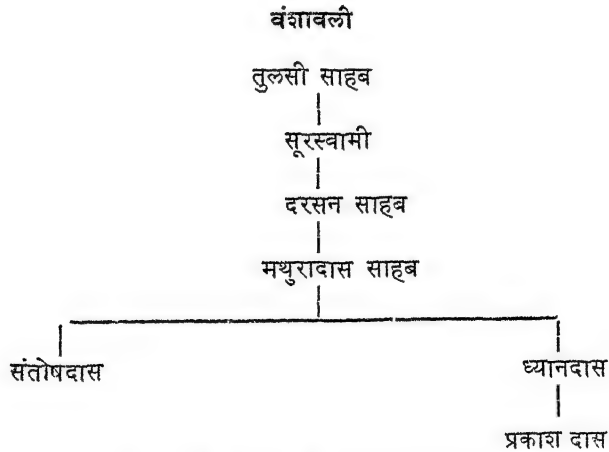 वंशावली
तुलसी साहब
सूरस्वामी
दरसन साहब
मथुरादास साहब
संतोषदास
ध्यानदास
प्रकाश दास